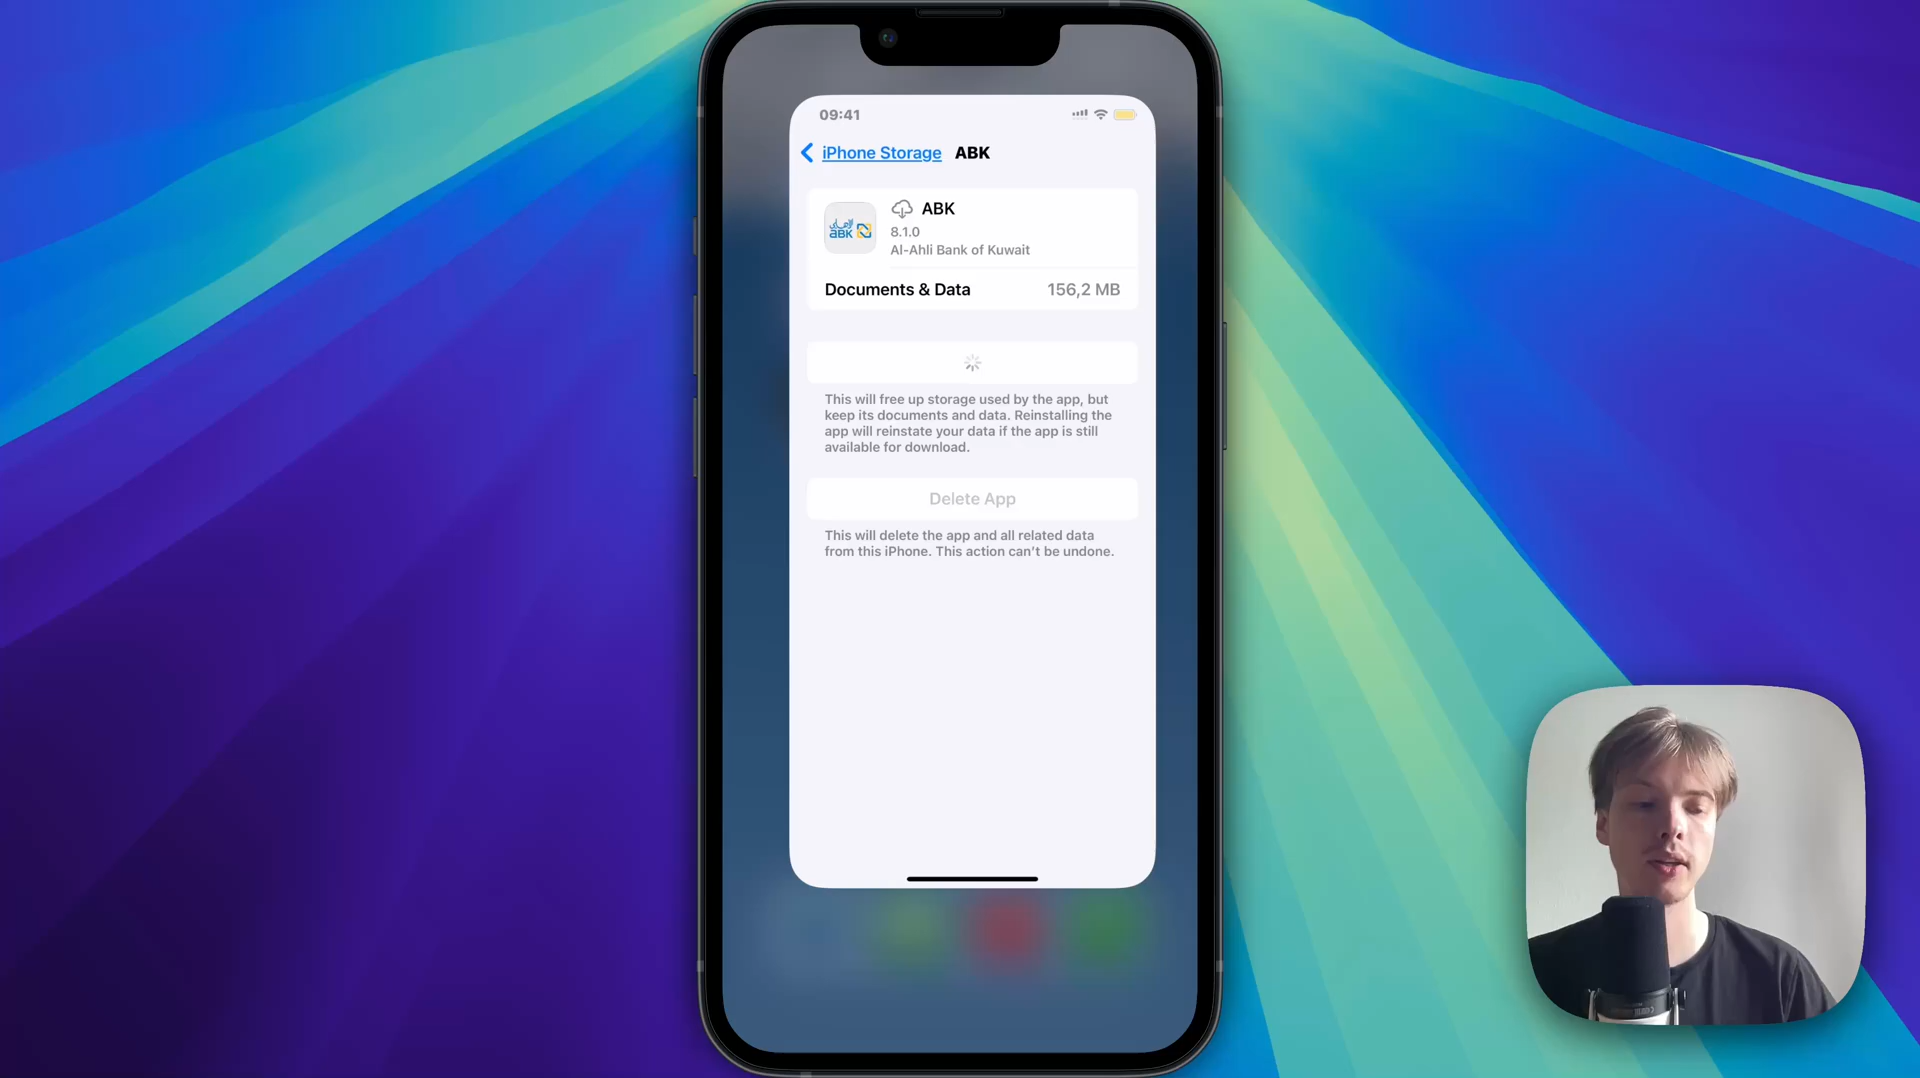 09:41
iPhone Storage ABK
ABK
8.1.0
Al-Ahli Bank of Kuwait
الأهلي
ABK
Documents & Data 156,2 MB
This will free up storage used by the app, but
keep its documents and data. Reinstalling the
app will reinstate your data if the app is still
available for download.
Delete App
This will delete the app and all related data
from this iPhone. This action can’t be undone.